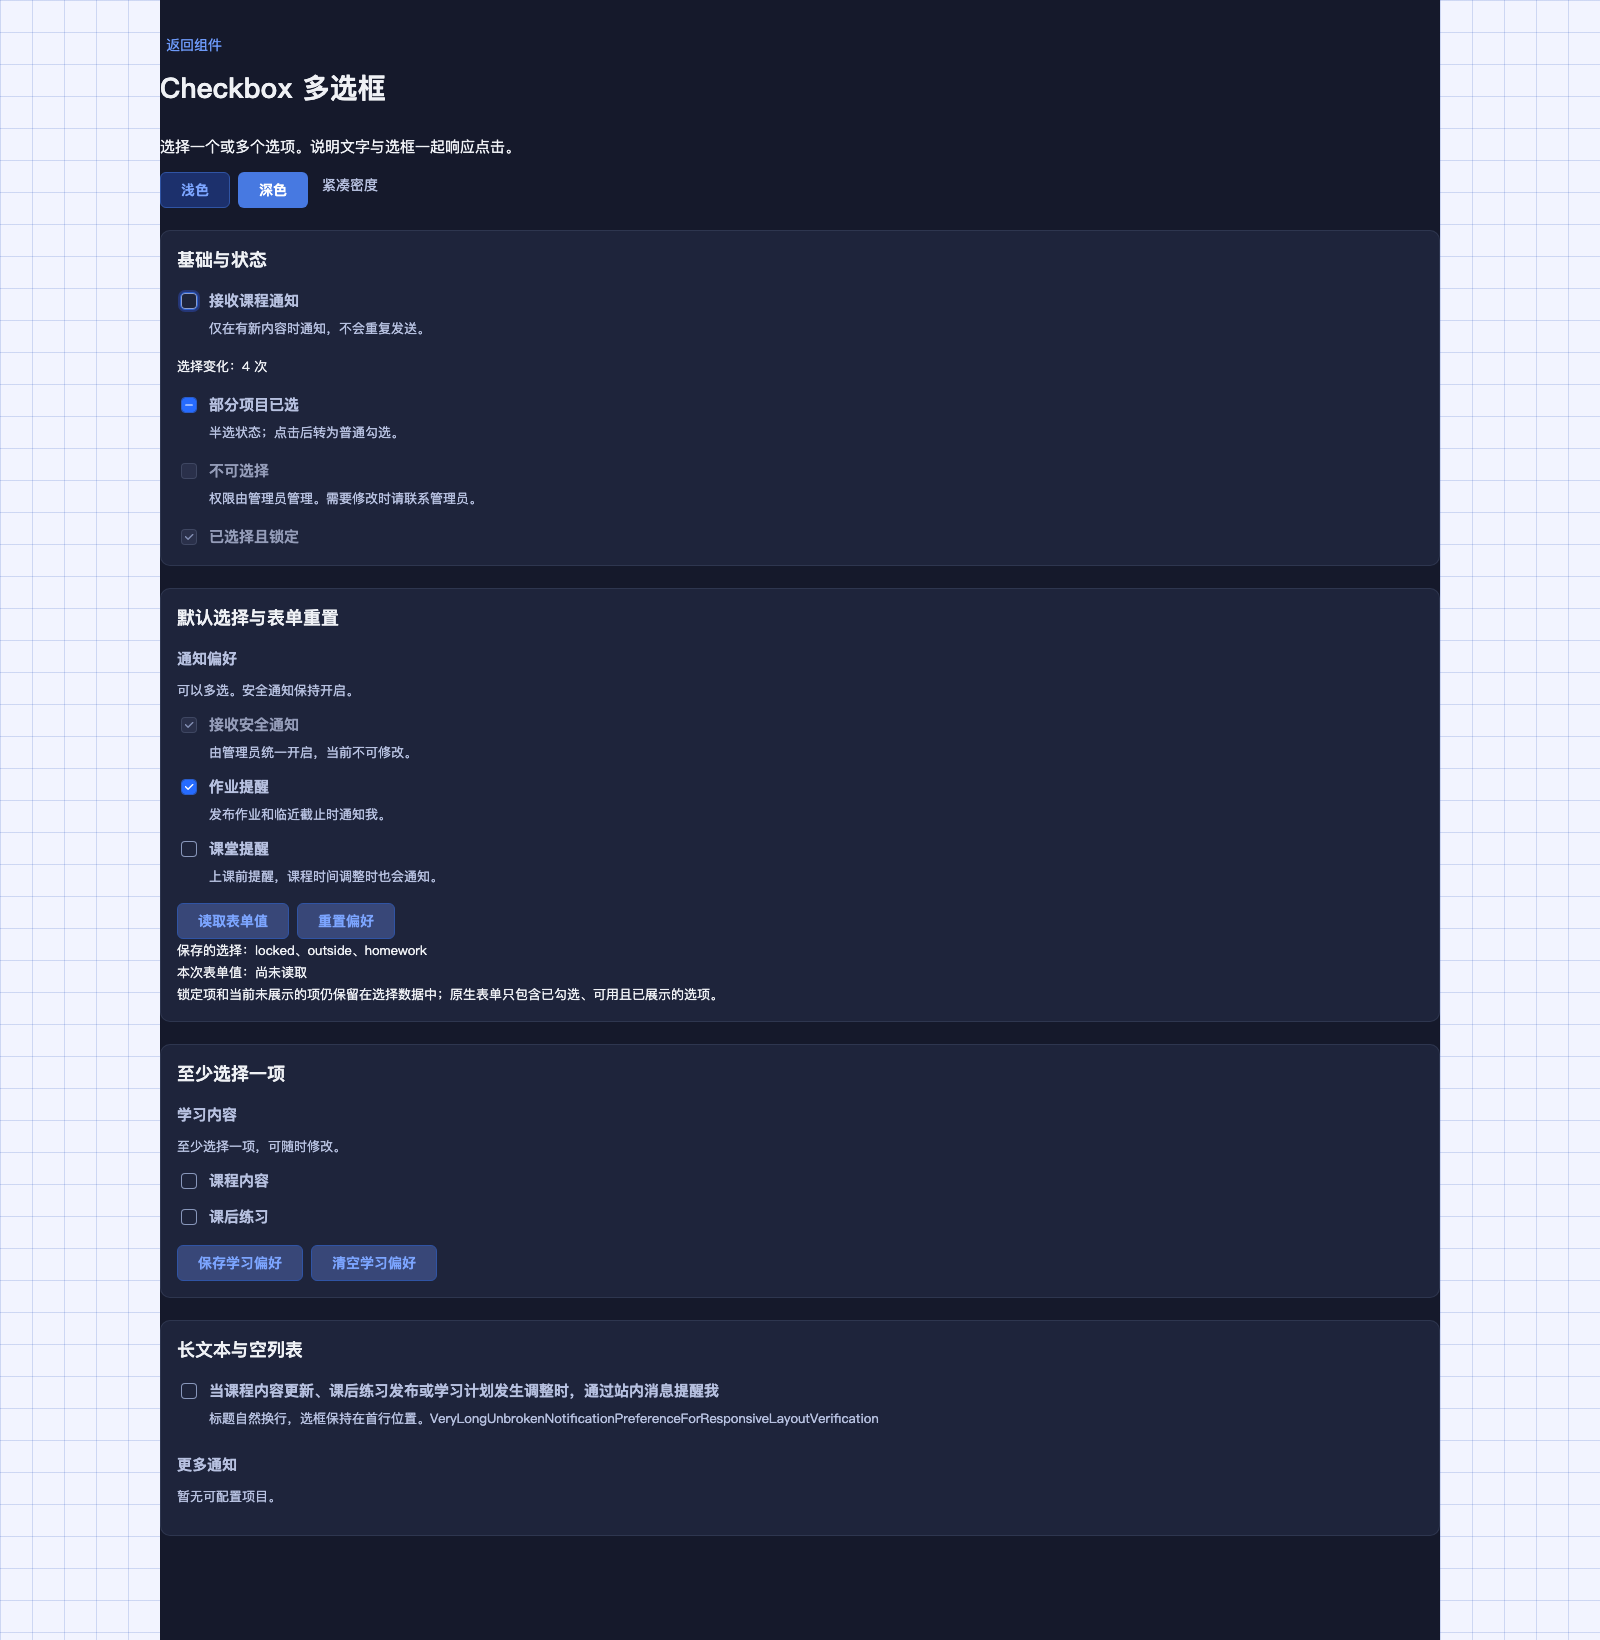 返回组件
Checkbox 多选框
选择一个或多个选项。说明文字与选框一起响应点击。
浅色 深色 紧凑密度
基础与状态
接收课程通知
仅在有新内容时通知，不会重复发送。
选择变化：4 次
部分项目已选
半选状态；点击后转为普通勾选。
不可选择
权限由管理员管理。需要修改时请联系管理员。
已选择且锁定
默认选择与表单重置
通知偏好
可以多选。安全通知保持开启。
接收安全通知
由管理员统一开启，当前不可修改。
作业提醒
发布作业和临近截止时通知我。
课堂提醒
上课前提醒，课程时间调整时也会通知。
读取表单值 重置偏好
保存的选择：locked、outside、homework
本次表单值：尚未读取
锁定项和当前未展示的项仍保留在选择数据中；原生表单只包含已勾选、可用且已展示的选项。
至少选择一项
学习内容
至少选择一项，可随时修改。
课程内容
课后练习
保存学习偏好 清空学习偏好
长文本与空列表
当课程内容更新、课后练习发布或学习计划发生调整时，通过站内消息提醒我
标题自然换行，选框保持在首行位置。VeryLongUnbrokenNotificationPreferenceForResponsiveLayoutVerification
更多通知
暂无可配置项目。